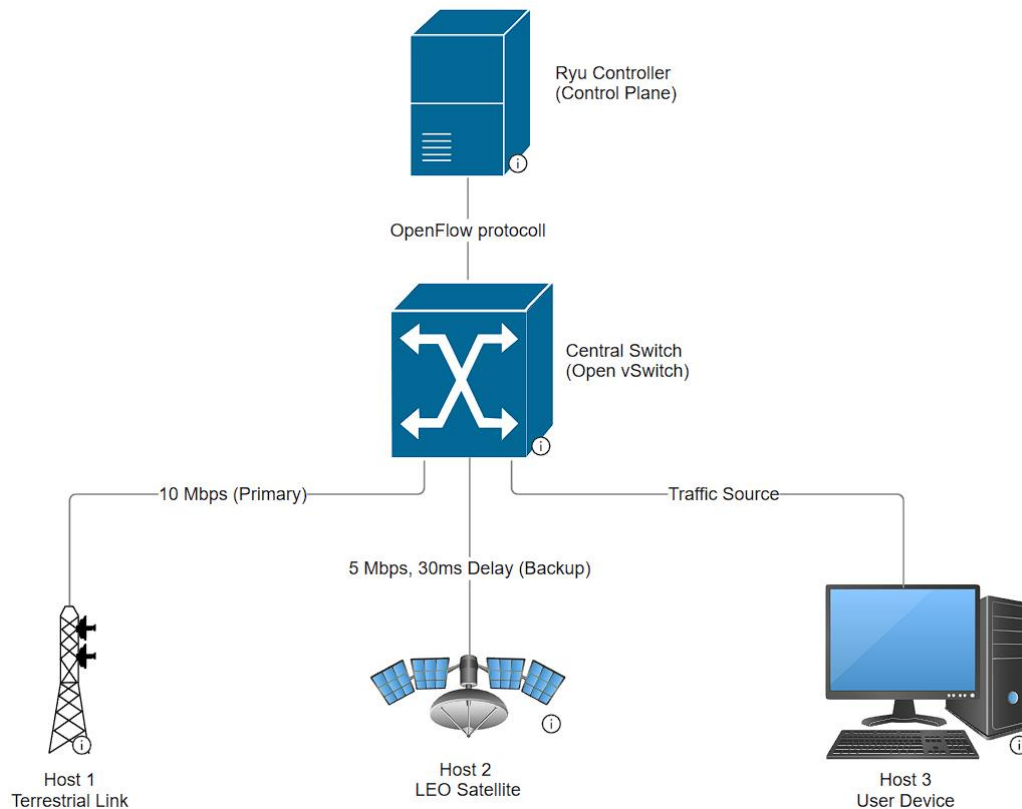 Ryu Controller
(Control Plane)
OpenFlow protocoll
Central Switch
(Open vSwitch)
10 Mbps (Primary)
Traffic Source
5 Mbps, 30ms Delay (Backup)
Host 1
Terrestrial Link
Host 2
LEO Satellite
Host 3
User Device